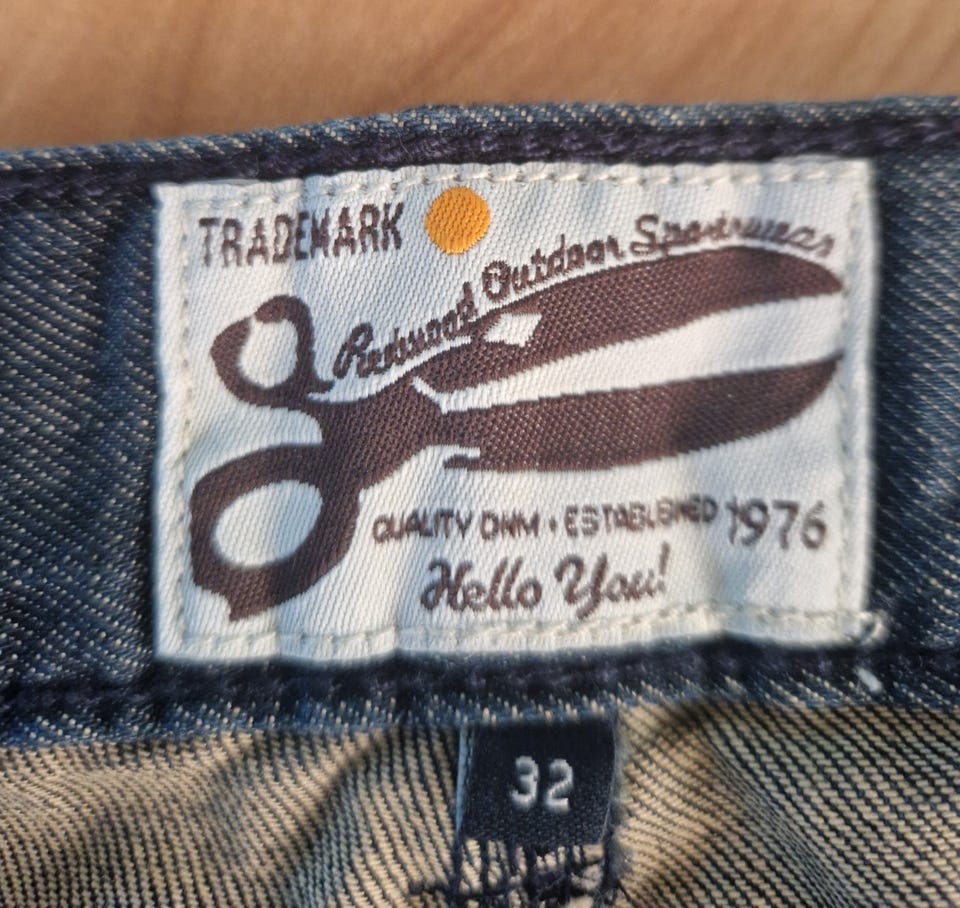 TRADEMARK
Redwood Outdoor Sportswear
QUALITY DNM • ESTABLISHED 1976
Hello You!
32